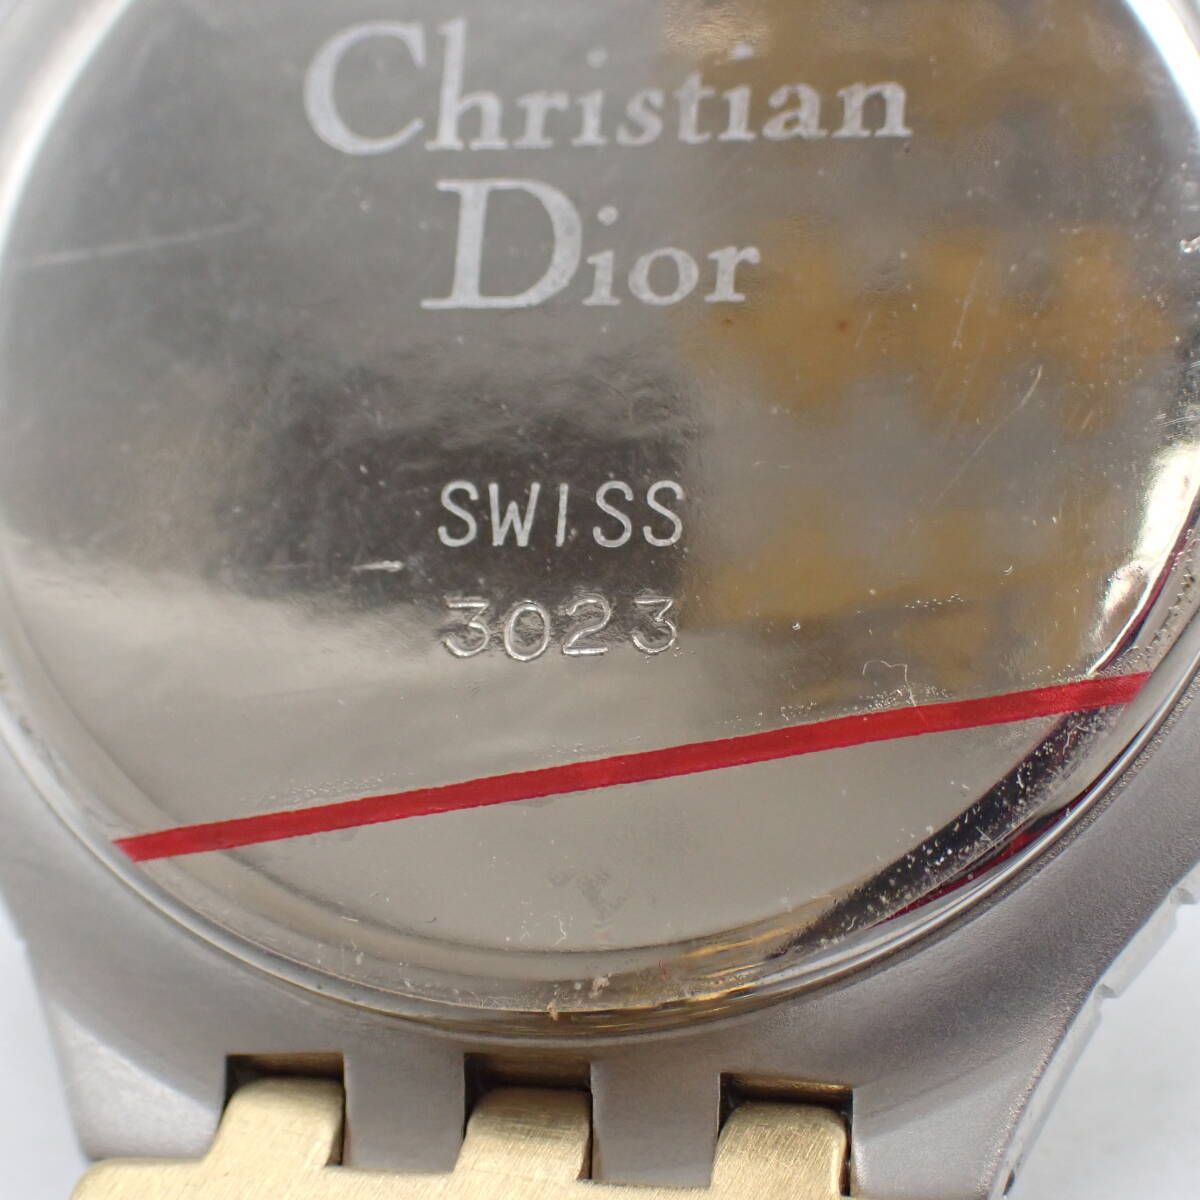 Christian
Dior
SWISS
3023